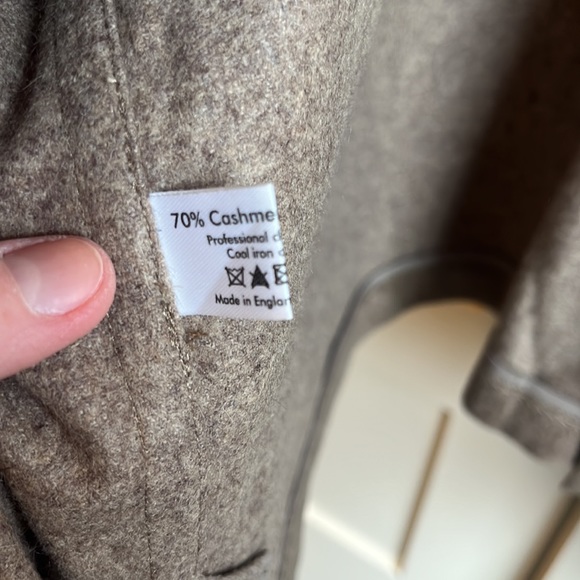 70% Cashme
Professional d
Cool iron
Made in Englan